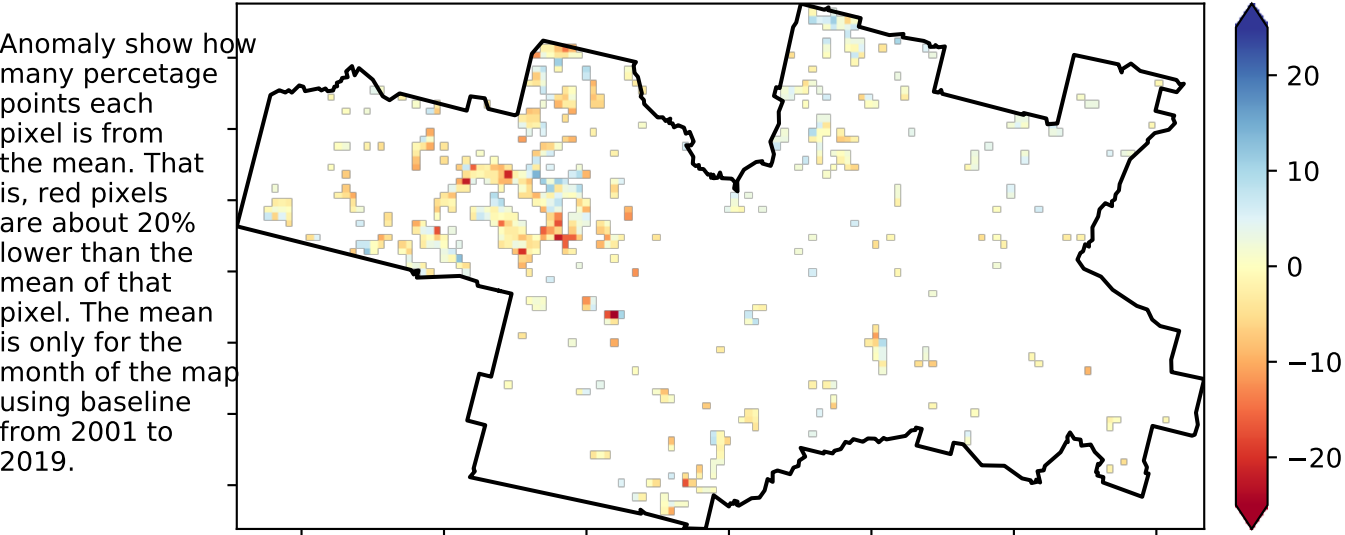 Anomaly show how
many percetage
points each
pixel is from
the mean. That
is, red pixels
are about 20%
lower than the
mean of that
pixel. The mean
is only for the
month of the map
using baseline
from 2001 to
2019.
20
10
0
−10
−20